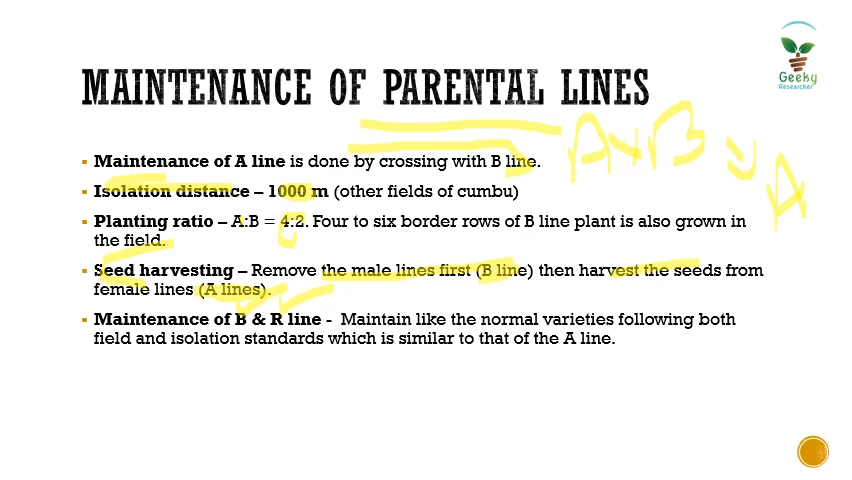 Geeky
Researcher
MAINTENANCE OF PARENTAL LINES
A×B
A
▪ Maintenance of A line is done by crossing with B line.
▪ Isolation distance – 1000 m (other fields of cumbu)
▪ Planting ratio – A:B = 4:2. Four to six border rows of B line plant is also grown in
the field.
▪ Seed harvesting – Remove the male lines first (B line) then harvest the seeds from
female lines (A lines).
▪ Maintenance of B & R line - Maintain like the normal varieties following both
field and isolation standards which is similar to that of the A line.